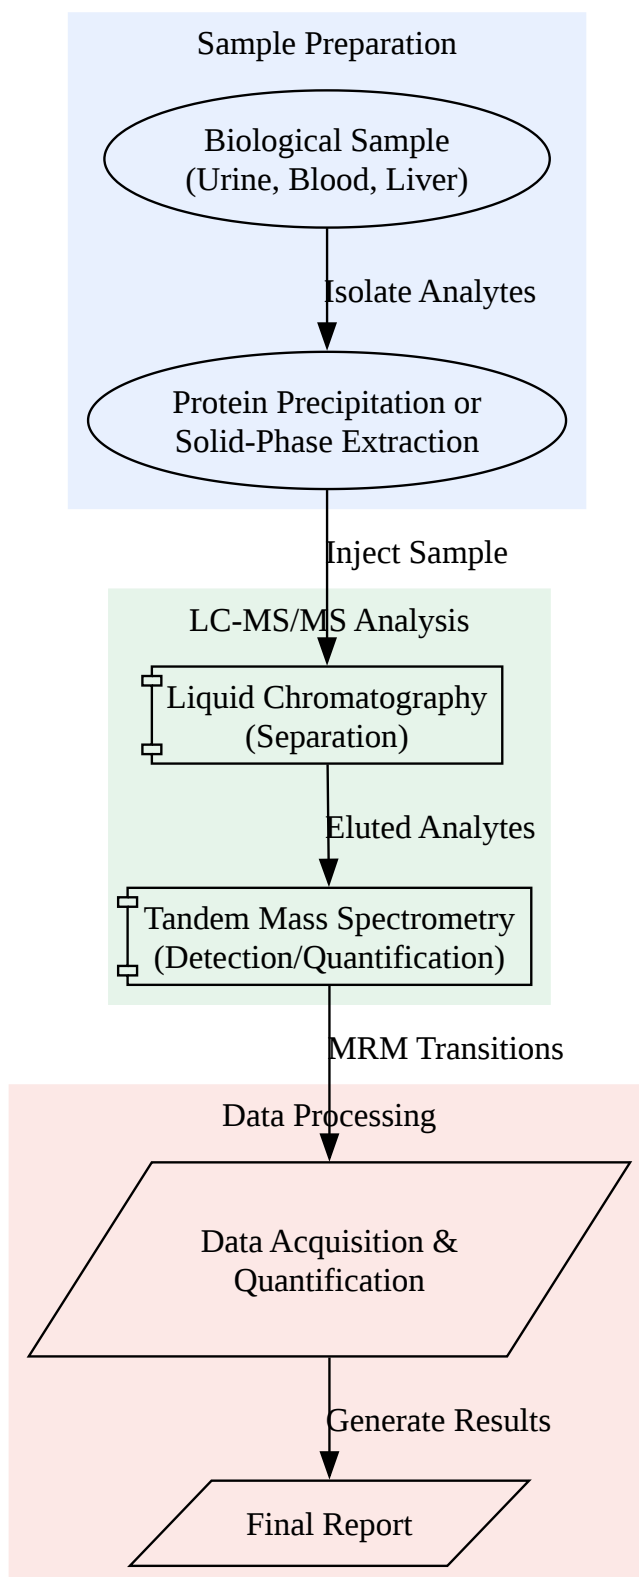 Sample Preparation
Biological Sample
(Urine, Blood, Liver)
Isolate Analytes
Protein Precipitation or
Solid-Phase Extraction
Inject Sample
LC-MS/MS Analysis
Liquid Chromatography
(Separation)
Eluted Analytes
Tandem Mass Spectrometry
(Detection/Quantification)
MRM Transitions
Data Processing
Data Acquisition &
Quantification
Generate Results
Final Report